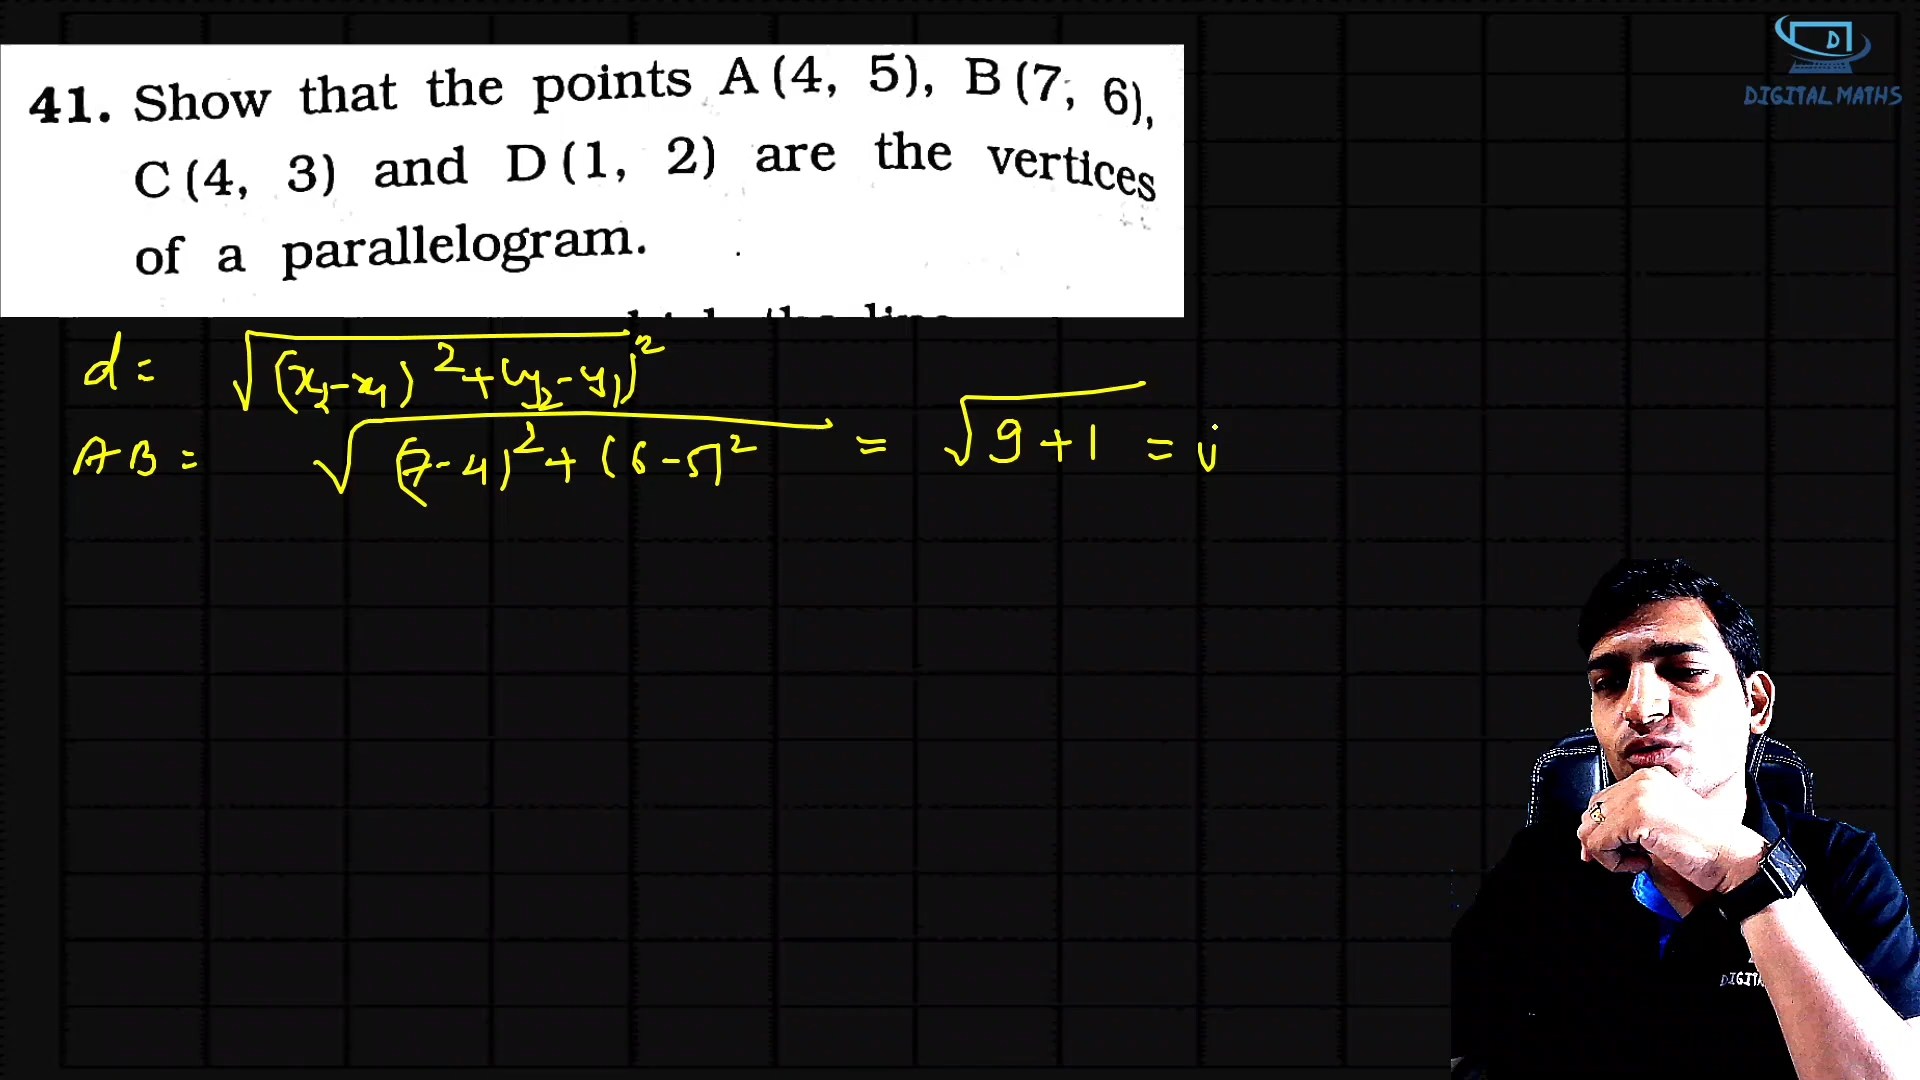 41. Show that the points A (4, 5), B (7, 6),
C (4, 3) and D (1, 2) are the vertices
of a parallelogram.
d = √(x₂-x₁)² + (y₂-y₁)²
AB = √(7-4)² + (6-5)² = √9+1 =
D
DIGITAL MATHS